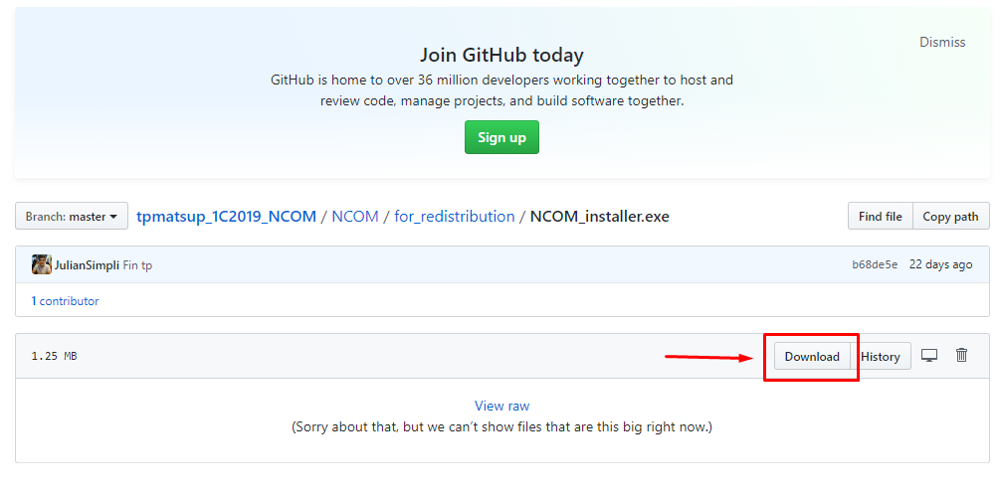 Dismiss
Join GitHub today
GitHub is home to over 36 million developers working together to host and
review code, manage projects, and build software together.
Sign up
Branch: master
tpmatsup_1C2019_NCOM / NCOM / for_redistribution / NCOM_installer.exe
Find file Copy path
JulianSimpli Fin tp
b68de5e 22 days ago
1 contributor
1.25 MB
Download History
View raw
(Sorry about that, but we can’t show files that are this big right now.)